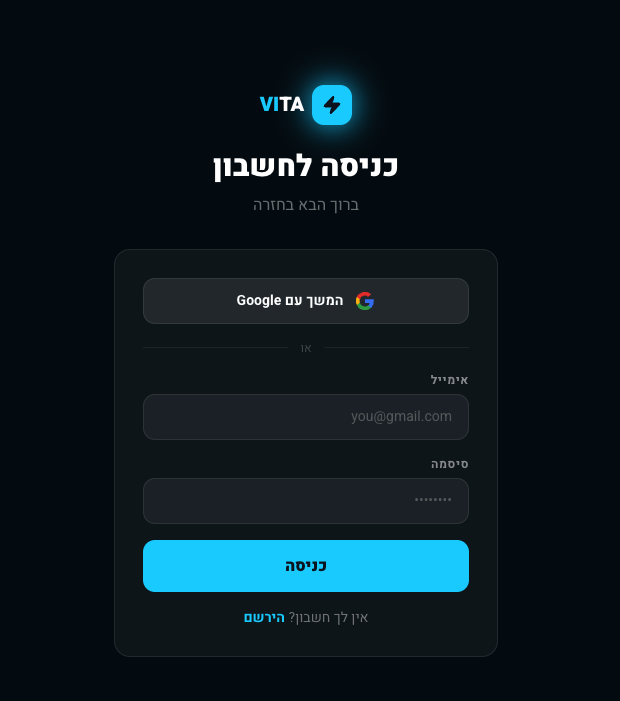 VITA
כניסה לחשבון
ברוך הבא בחזרה
המשך עם Google
או
אימייל
you@gmail.com
סיסמה
••••••••
כניסה
אין לך חשבון? הירשם